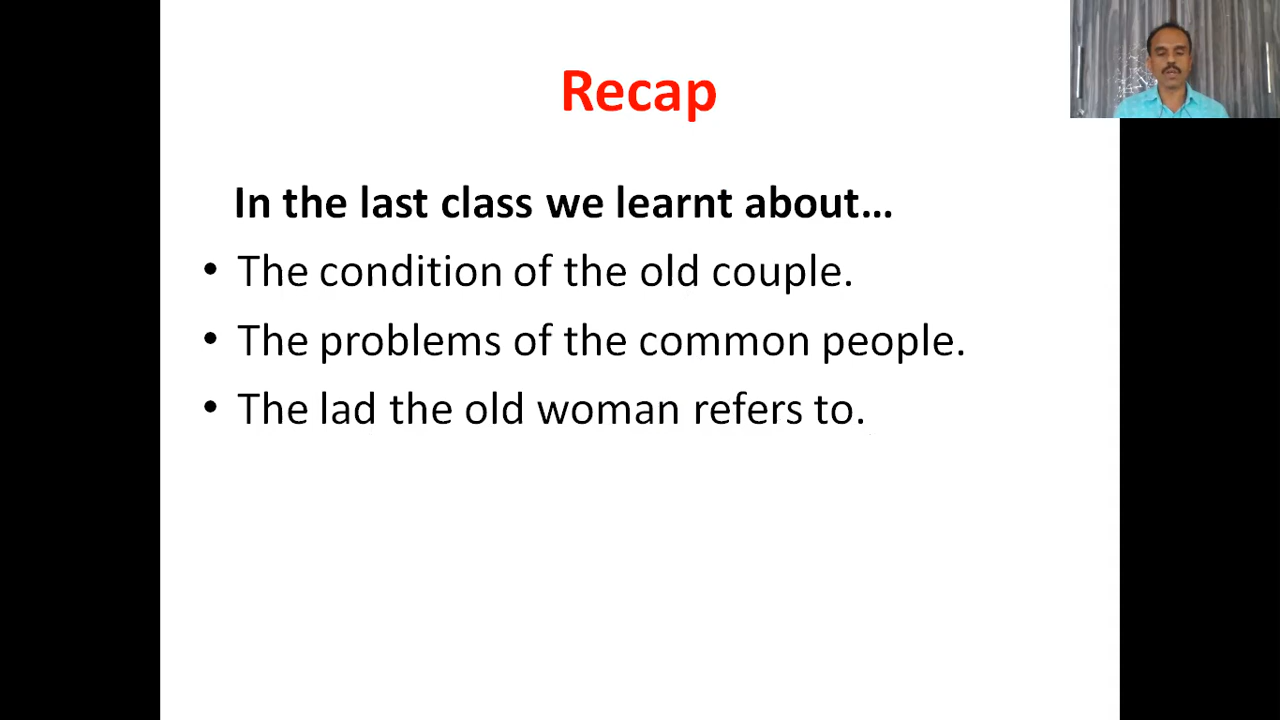 Recap
In the last class we learnt about...
• The condition of the old couple.
• The problems of the common people.
• The lad the old woman refers to.